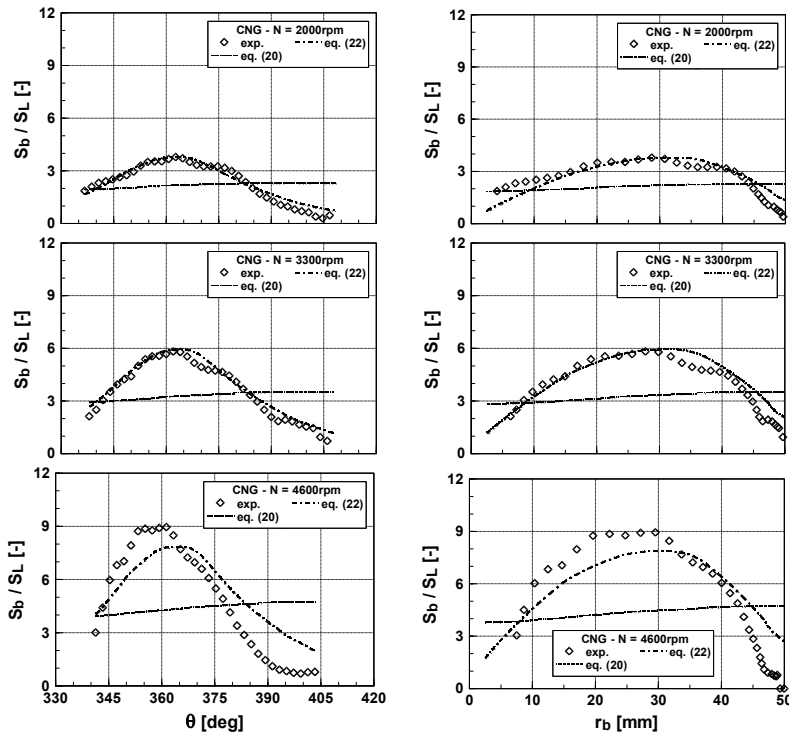 12
9
6
3
0
Sb / SL [-]
CNG - N = 2000rpm
exp.
eq. (22)
eq. (20)
12
9
6
3
0
Sb / SL [-]
CNG - N = 2000rpm
exp.
eq. (22)
eq. (20)
12
9
6
3
0
Sb / SL [-]
CNG - N = 3300rpm
exp.
eq. (22)
eq. (20)
12
9
6
3
0
Sb / SL [-]
CNG - N = 3300rpm
exp.
eq. (22)
eq. (20)
12
9
6
3
0
Sb / SL [-]
CNG - N = 4600rpm
exp.
eq. (22)
eq. (20)
330 345 360 375 390 405 420
θ [deg]
12
9
6
3
0
Sb / SL [-]
CNG - N = 4600rpm
exp.
eq. (22)
eq. (20)
0 10 20 30 40 50
rb [mm]